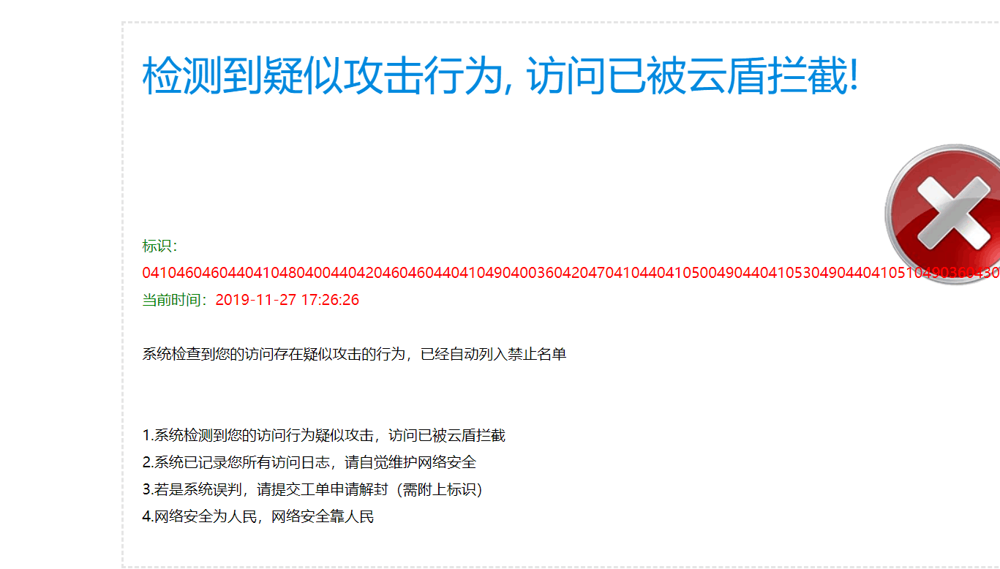 检测到疑似攻击行为, 访问已被云盾拦截!
标识：
041046046044041048040044042046046044041049040036042047041044041050049044041053049044041051049036043​0
当前时间：2019-11-27 17:26:26
系统检查到您的访问存在疑似攻击的行为，已经自动列入禁止名单
1.系统检测到您的访问行为疑似攻击，访问已被云盾拦截
2.系统已记录您所有访问日志，请自觉维护网络安全
3.若是系统误判，请提交工单申请解封（需附上标识）
4.网络安全为人民，网络安全靠人民